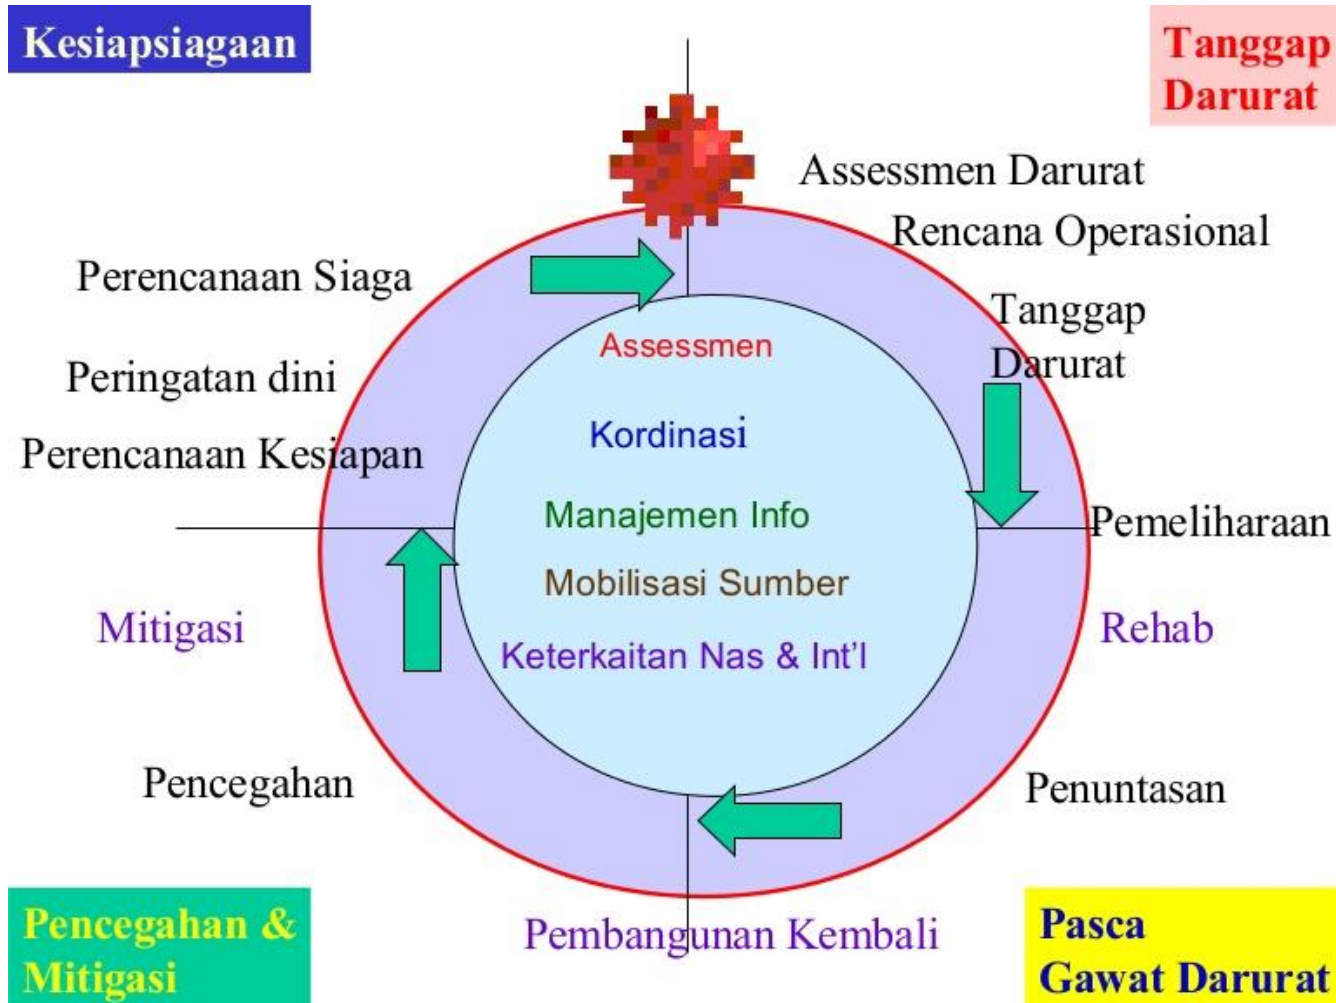 Kesiapsiagaan
Tanggap
Darurat
Assessmen Darurat
Rencana Operasional
Perencanaan Siaga
Tanggap
Darurat
Assessmen
Peringatan dini
Kordinasi
Perencanaan Kesiapan
Manajemen Info
Pemeliharaan
Mobilisasi Sumber
Mitigasi
Rehab
Keterkaitan Nas & Int'l
Pencegahan
Penuntasan
Pembangunan Kembali
Pencegahan &
Mitigasi
Pasca
Gawat Darurat